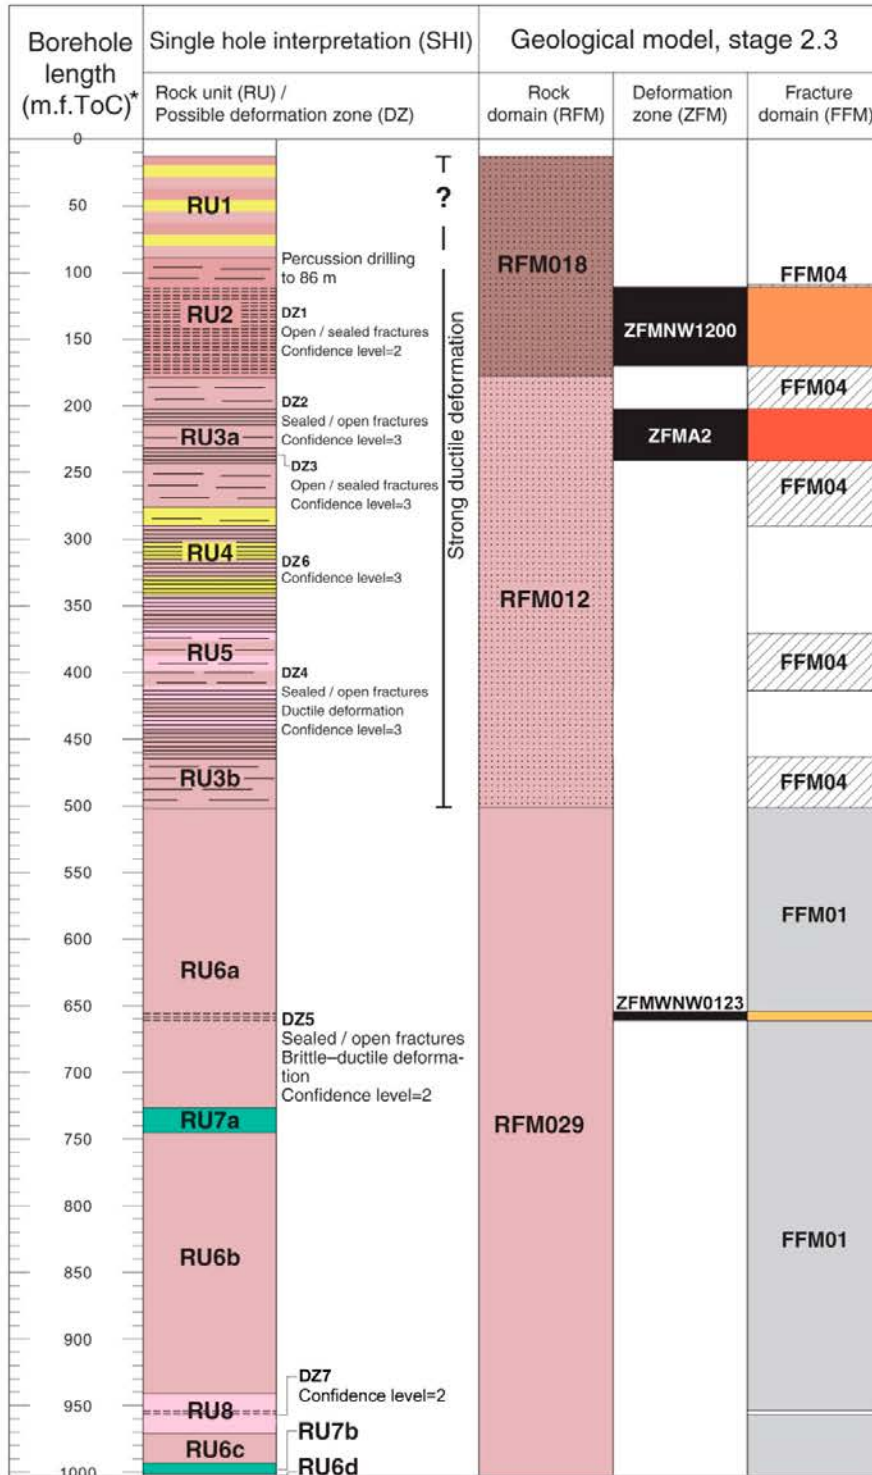 Borehole
length
(m.f.ToC)*
Single hole interpretation (SHI)
Geological model, stage 2.3
Rock unit (RU) /
Possible deformation zone (DZ)
Rock
domain (RFM)
Deformation
zone (ZFM)
Fracture
domain (FFM)
0
50
100
150
200
250
300
350
400
450
500
550
600
650
700
750
800
850
900
950
1000
RU1
RU2
RU3a
RU4
RU5
RU3b
RU6a
RU7a
RU6b
RU8
RU6c
Percussion drilling
to 86 m
DZ1
Open / sealed fractures
Confidence level=2
DZ2
Sealed / open fractures
Confidence level=3
DZ3
Open / sealed fractures
Confidence level=3
DZ6
Confidence level=3
DZ4
Sealed / open fractures
Ductile deformation
Confidence level=3
DZ5
Sealed / open fractures
Brittle–ductile deforma-
tion
Confidence level=2
DZ7
Confidence level=2
RU7b
RU6d
?
Strong ductile deformation
RFM018
RFM012
RFM029
ZFMNW1200
ZFMA2
ZFMWNW0123
FFM04
FFM04
FFM04
FFM04
FFM04
FFM01
FFM01